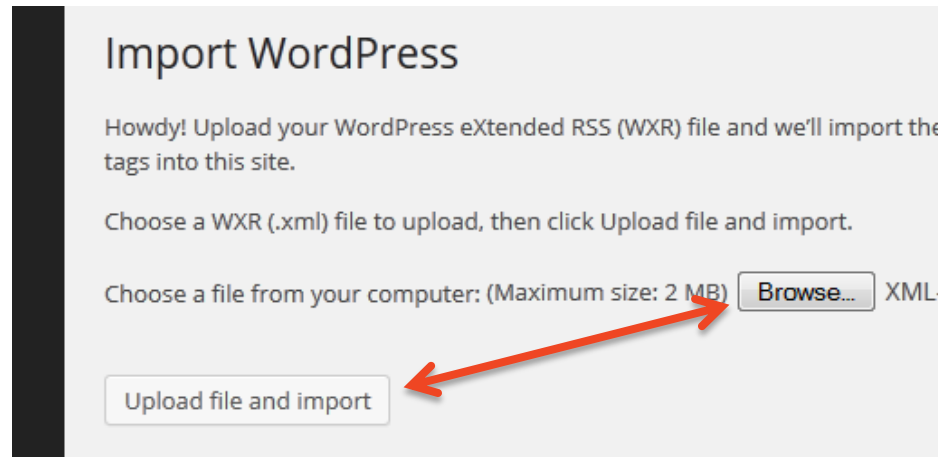 Import WordPress
Howdy! Upload your WordPress eXtended RSS (WXR) file and we'll import the
tags into this site.
Choose a WXR (.xml) file to upload, then click Upload file and import.
Choose a file from your computer: (Maximum size: 2 MB) Browse... XML-
Upload file and import